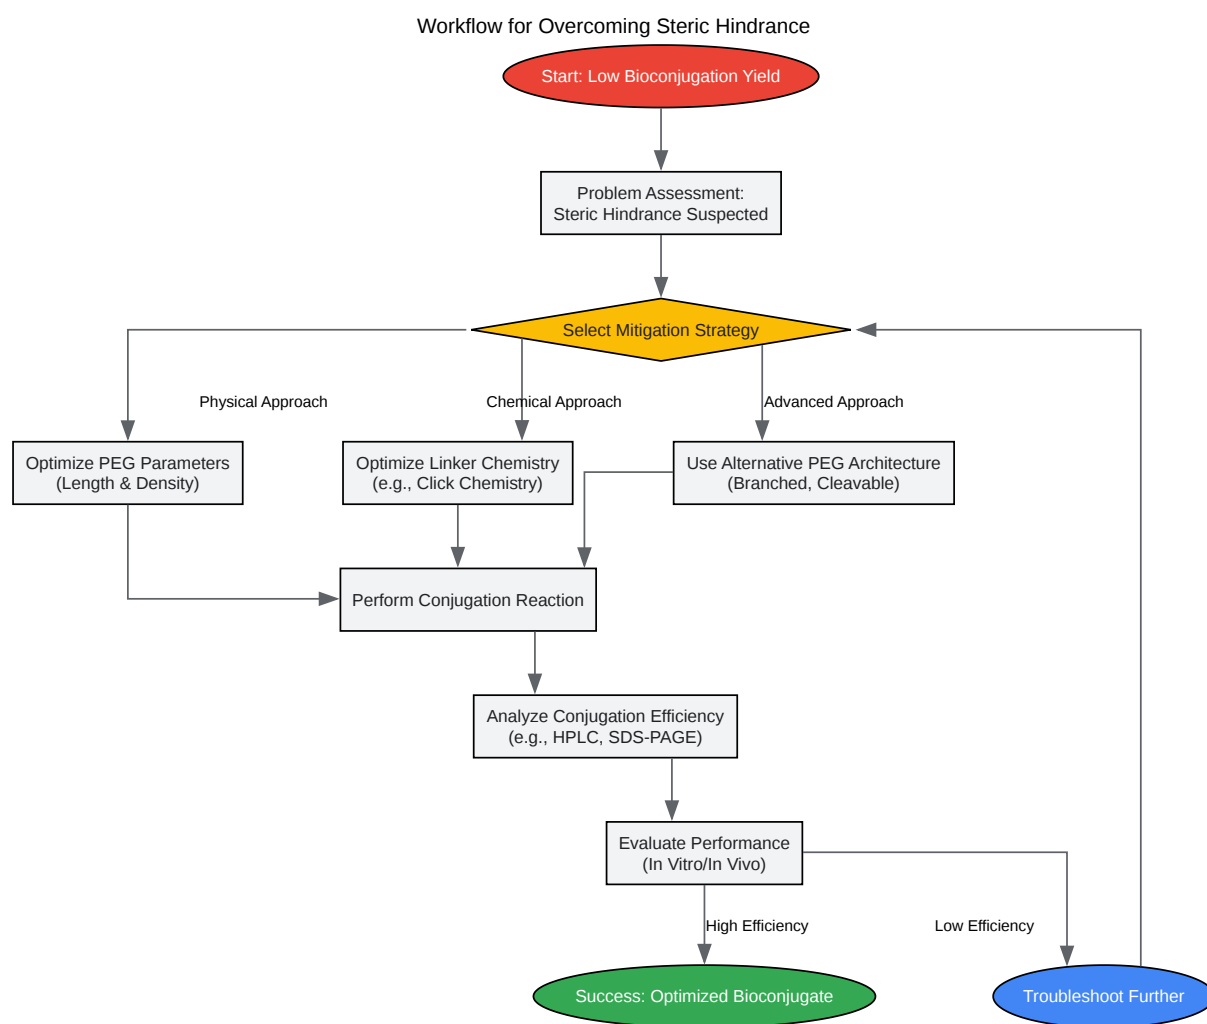 Workflow for Overcoming Steric Hindrance
Start: Low Bioconjugation Yield
Problem Assessment:
Steric Hindrance Suspected
Select Mitigation Strategy
Physical Approach
Chemical Approach
Advanced Approach
Optimize PEG Parameters
(Length & Density)
Optimize Linker Chemistry
(e.g., Click Chemistry)
Use Alternative PEG Architecture
(Branched, Cleavable)
Perform Conjugation Reaction
Analyze Conjugation Efficiency
(e.g., HPLC, SDS-PAGE)
Evaluate Performance
(In Vitro/In Vivo)
High Efficiency
Low Efficiency
Success: Optimized Bioconjugate
Troubleshoot Further